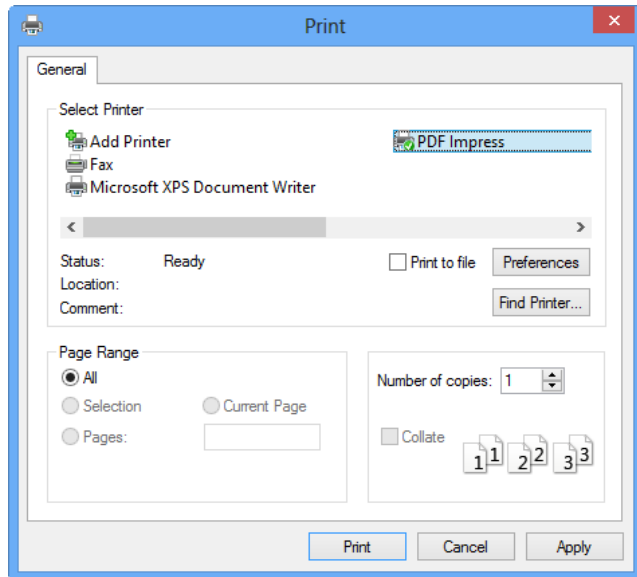 Print
General
Select Printer
Add Printer
PDF Impress
Fax
Microsoft XPS Document Writer
Status: Ready
Print to file
Preferences
Location:
Comment:
Find Printer...
Page Range
All
Number of copies: 1
Selection
Current Page
Pages:
Collate
1 1 2 2 3 3
Print
Cancel
Apply